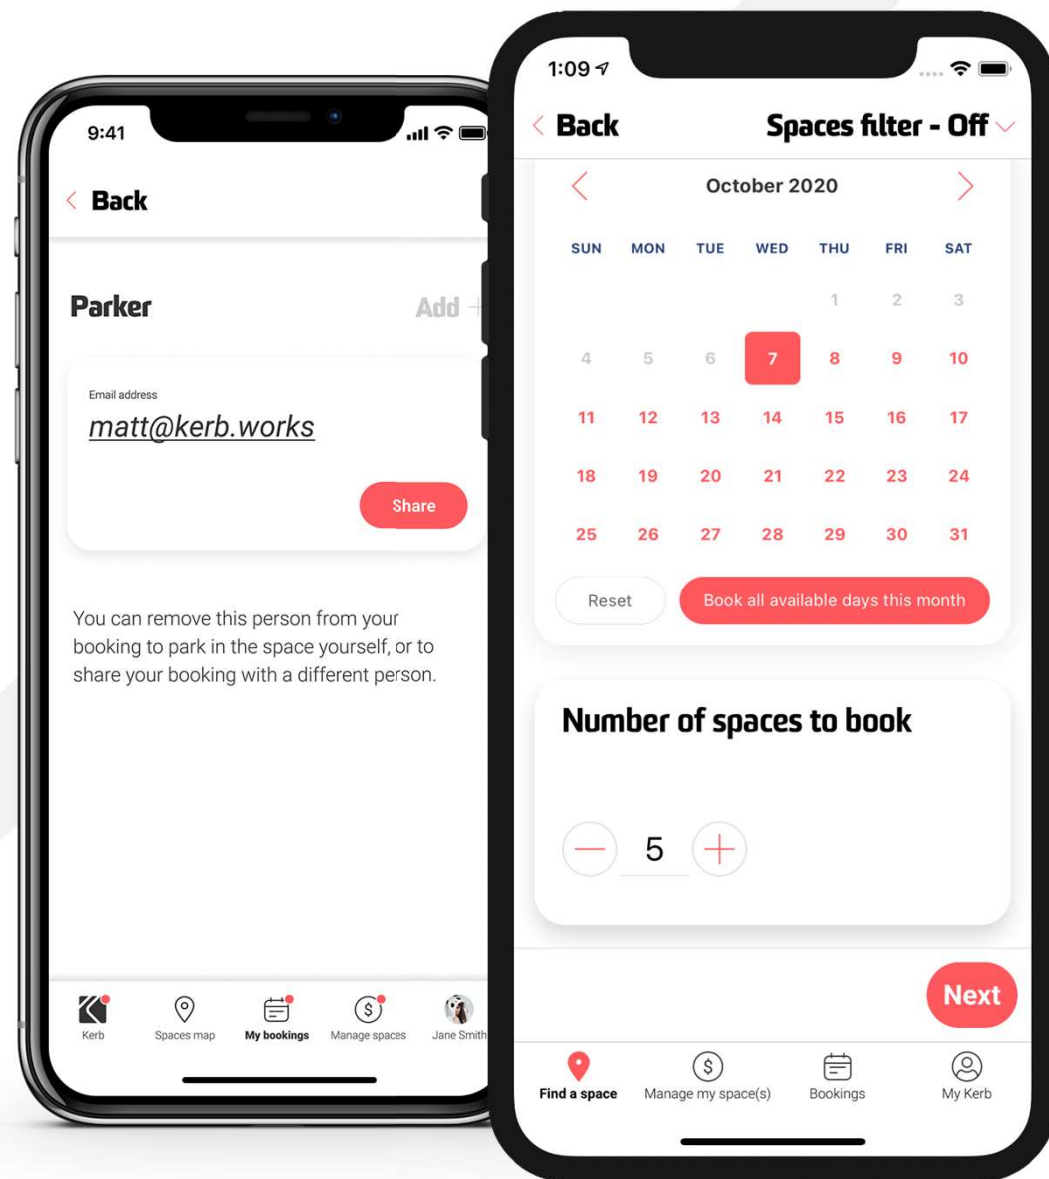 9:41
Back
Parker
Add +
Email address
matt@kerb.works
Share
You can remove this person from your
booking to park in the space yourself, or to
share your booking with a different person.
Kerb
Spaces map
My bookings
Manage spaces
Jane Smith
1:09
Back
Spaces filter - Off
October 2020
SUN MON TUE WED THU FRI SAT
1 2 3
4 5 6 7 8 9 10
11 12 13 14 15 16 17
18 19 20 21 22 23 24
25 26 27 28 29 30 31
Reset
Book all available days this month
Number of spaces to book
5
Next
Find a space
Manage my space(s)
Bookings
My Kerb